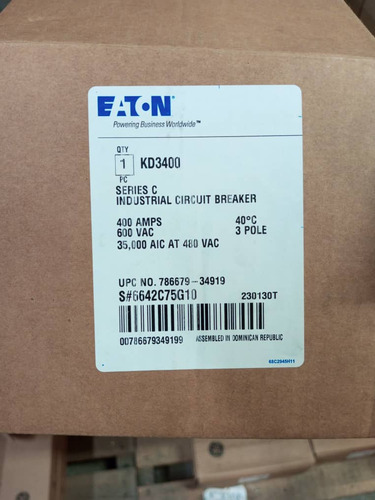 EATON
Powering Business Worldwide™
QTY
1 KD3400
PC
SERIES C
INDUSTRIAL CIRCUIT BREAKER
400 AMPS 40°C
600 VAC 3 POLE
35,000 AIC AT 480 VAC
UPC NO. 786679-34919
S#6642C75G10 230130T
00786679349199 ASSEMBLED IN DOMINICAN REPUBLIC